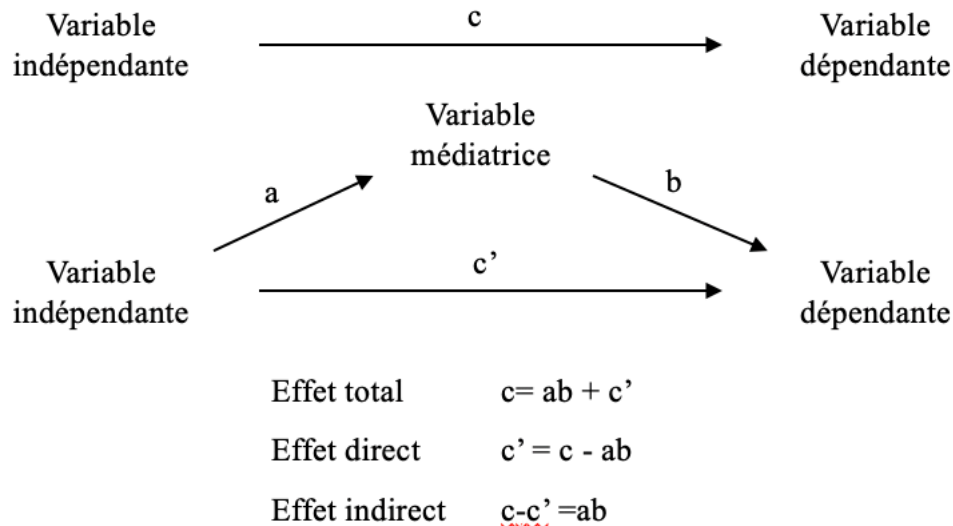 c
Variable
indépendante
Variable
dépendante
Variable
médiatrice
a
b
c’
Variable
indépendante
Variable
dépendante
Effet total c= ab + c’
Effet direct c’ = c - ab
Effet indirect c-c’ =ab